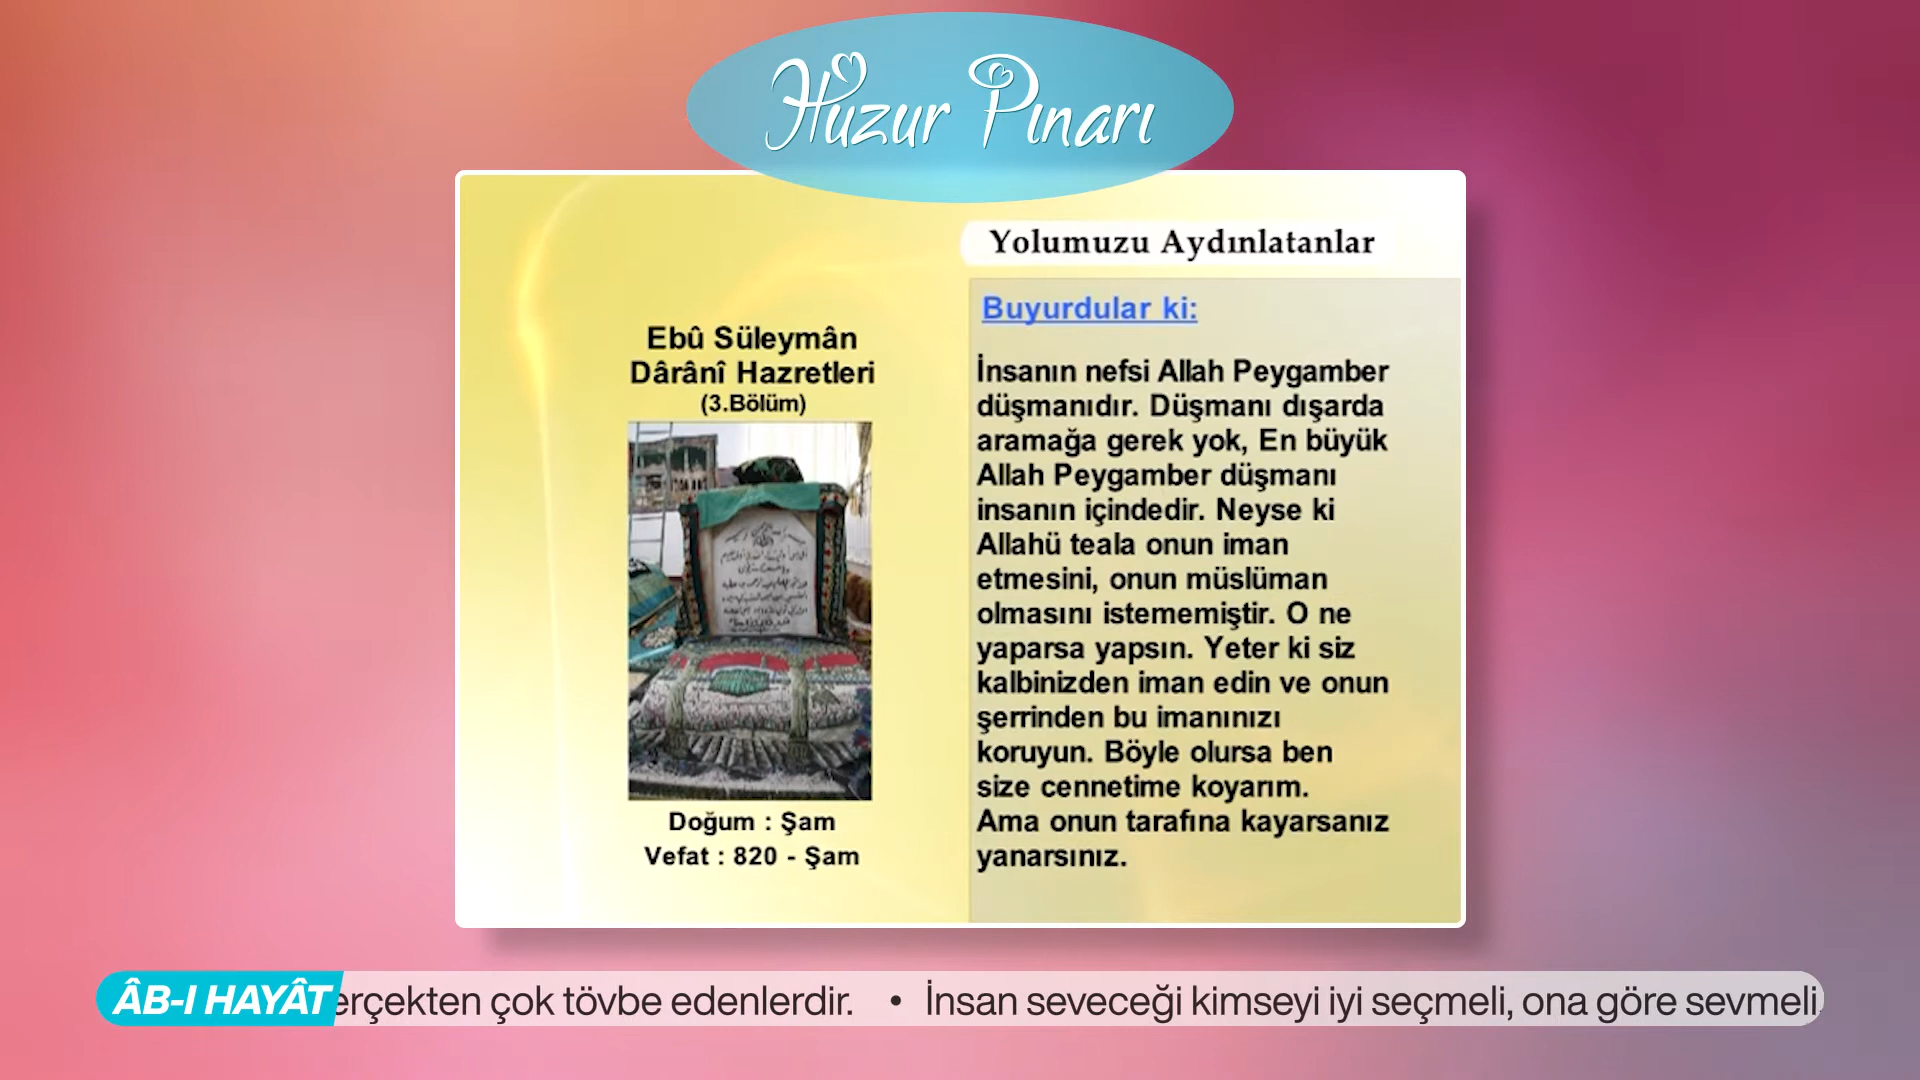 Huzur Pınarı
Yolumuzu Aydınlatanlar
Ebû Süleymân
Dârânî Hazretleri
(3.Bölüm)
Doğum : Şam
Vefat : 820 - Şam
Buyurdular ki:
İnsanın nefsi Allah Peygamber
düşmanıdır. Düşmanı dışarda
aramağa gerek yok, En büyük
Allah Peygamber düşmanı
insanın içindedir. Neyse ki
Allahü teala onun iman
etmesini, onun müslüman
olmasını istememiştir. O ne
yaparsa yapsın. Yeter ki siz
kalbinizden iman edin ve onun
şerrinden bu imanınızı
koruyun. Böyle olursa ben
size cennetime koyarım.
Ama onun tarafına kayarsanız
yanarsınız.
ÂB-I HAYÂT erçekten çok tövbe edenlerdir. • İnsan seveceği kimseyi iyi seçmeli, ona göre sevmeli